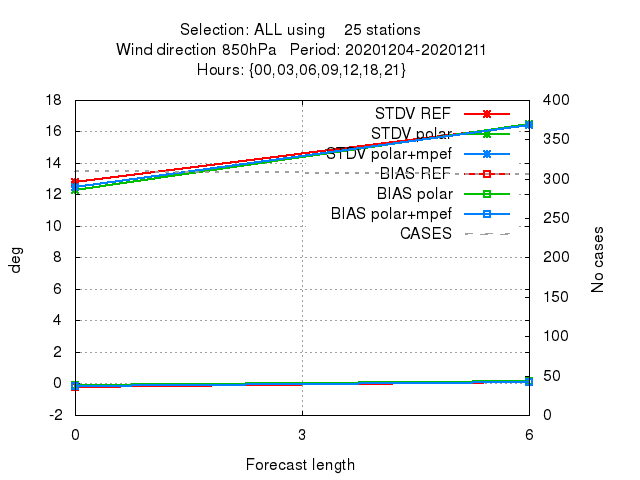 Selection: ALL using 25 stations
Wind direction 850hPa Period: 20201204-20201211
Hours: {00,03,06,09,12,18,21}
18
16
14
12
10
8
6
4
2
0
-2
400
350
300
250
200
150
100
50
0
STDV REF
STDV polar
STDV polar+mpef
BIAS REF
BIAS polar
BIAS polar+mpef
CASES
deg
No cases
0 3 6
Forecast length